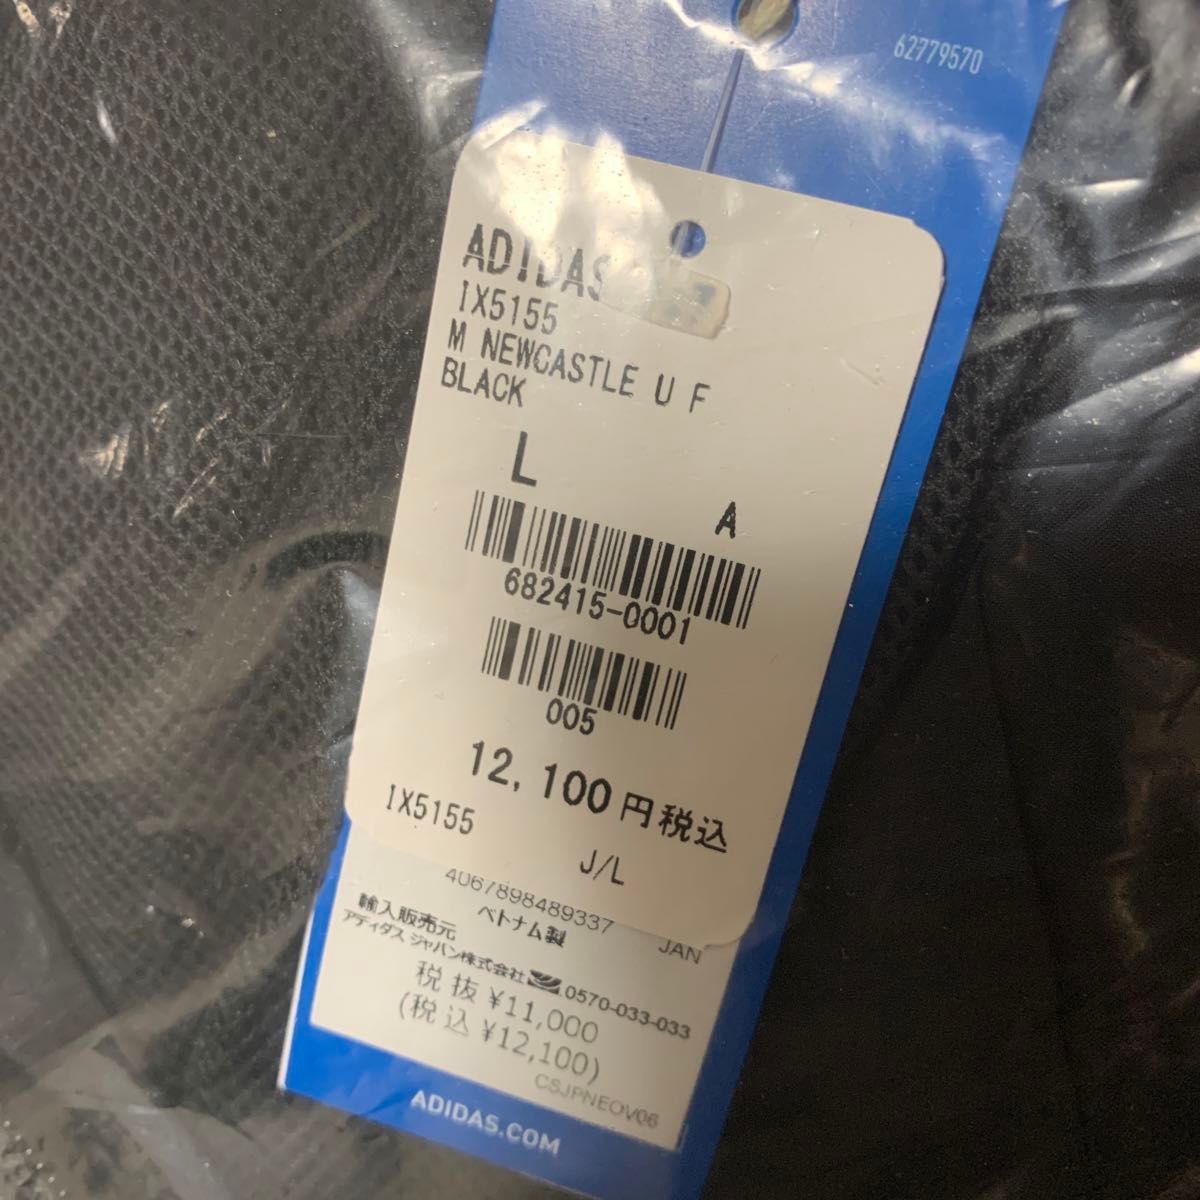 62779570
ADIDAS
IX5155
M NEWCASTLE U F
BLACK
L
A
682415-0001
005
12,100円税込
IX5155
J/L
4067898489337
JAN
ベトナム製
輸入販売元
アディダス ジャパン株式会社 0570-033-033
税抜 ¥11,000
(税込 ¥12,100)
CSJPNEOV06
ADIDAS.COM